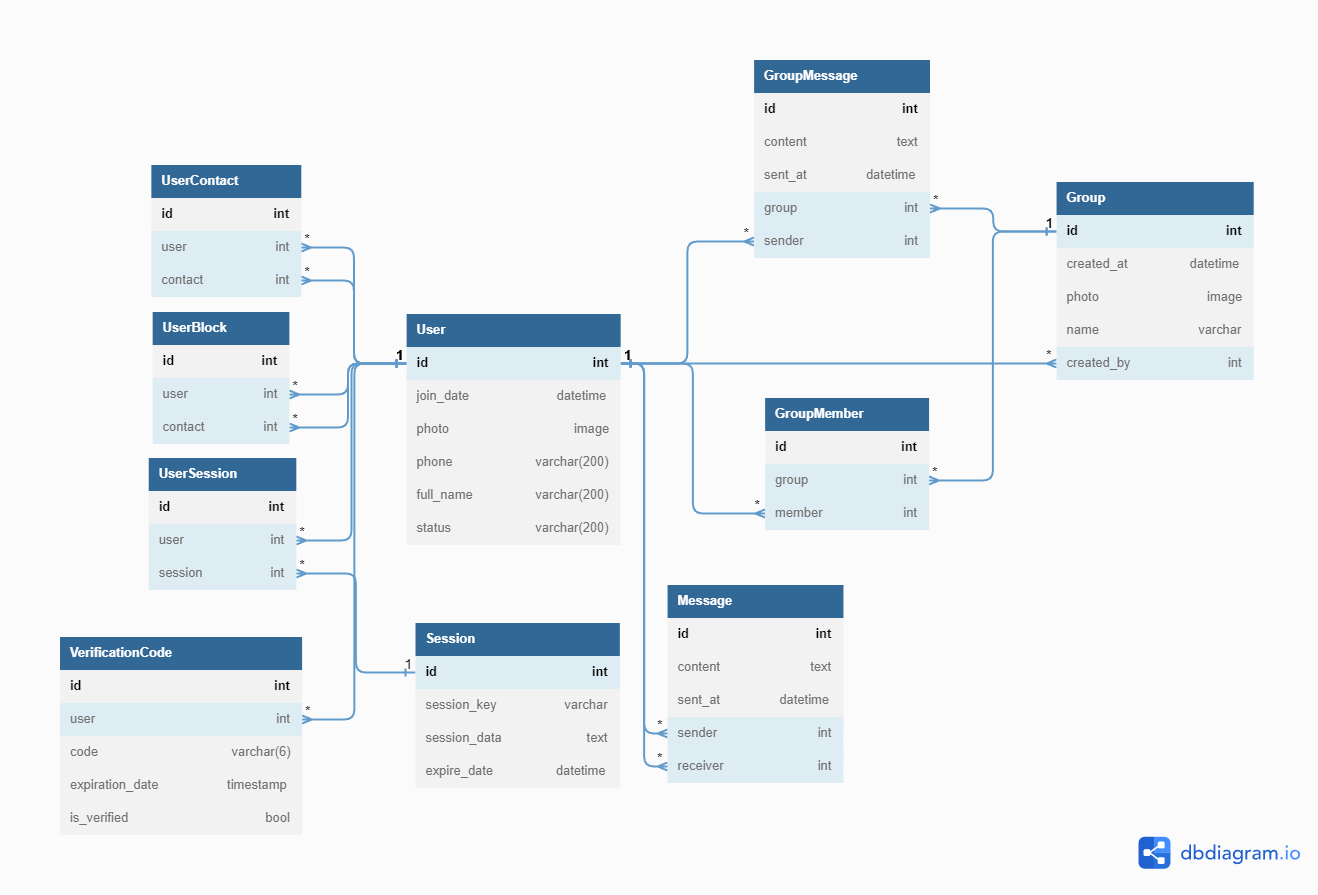 GroupMessage
id int
content text
sent_at datetime
group int
sender int
*
*
Group
id int
created_at datetime
photo image
name varchar
created_by int
1
*
UserContact
id int
user int
contact int
*
*
UserBlock
id int
user int
contact int
*
*
User
id int
join_date datetime
photo image
phone varchar(200)
full_name varchar(200)
status varchar(200)
1
1
GroupMember
id int
group int
member int
*
*
UserSession
id int
user int
session int
*
*
Message
id int
content text
sent_at datetime
sender int
receiver int
*
*
Session
id int
session_key varchar
session_data text
expire_date datetime
1
VerificationCode
id int
user int
code varchar(6)
expiration_date timestamp
is_verified bool
*
dbdiagram.io